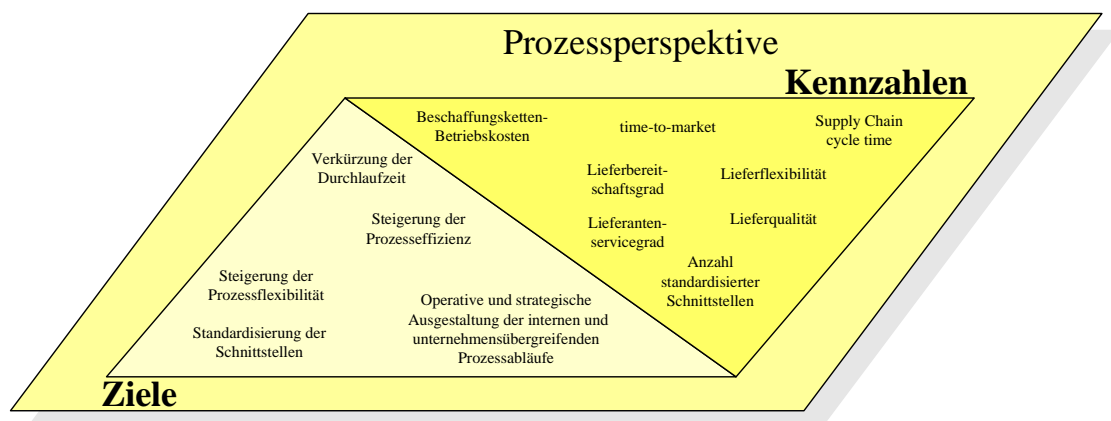 Prozessperspektive
Kennzahlen
Beschaffungsketten-
Betriebskosten
time-to-market
Supply Chain
cycle time
Lieferbereit-
schaftsgrad
Lieferflexibilität
Lieferanten-
servicegrad
Lieferqualität
Anzahl
standardisierter
Schnittstellen
Verkürzung der
Durchlaufzeit
Steigerung der
Prozesseffizienz
Steigerung der
Prozessflexibilität
Operative und strategische
Ausgestaltung der internen und
unternehmensübergreifenden
Prozessabläufe
Standardisierung der
Schnittstellen
Ziele